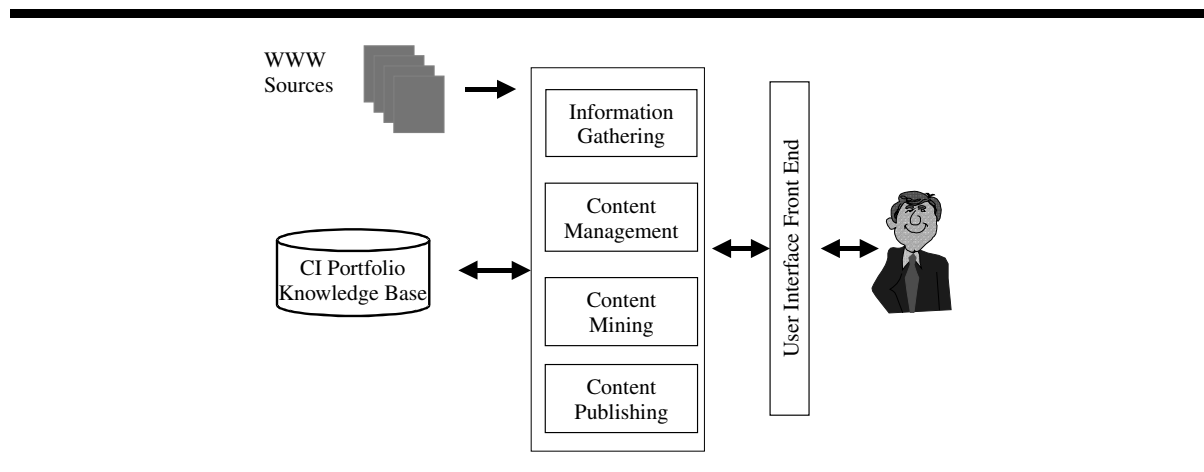 WWW
Sources
CI Portfolio
Knowledge Base
Information
Gathering
Content
Management
Content
Mining
Content
Publishing
User Interface Front End